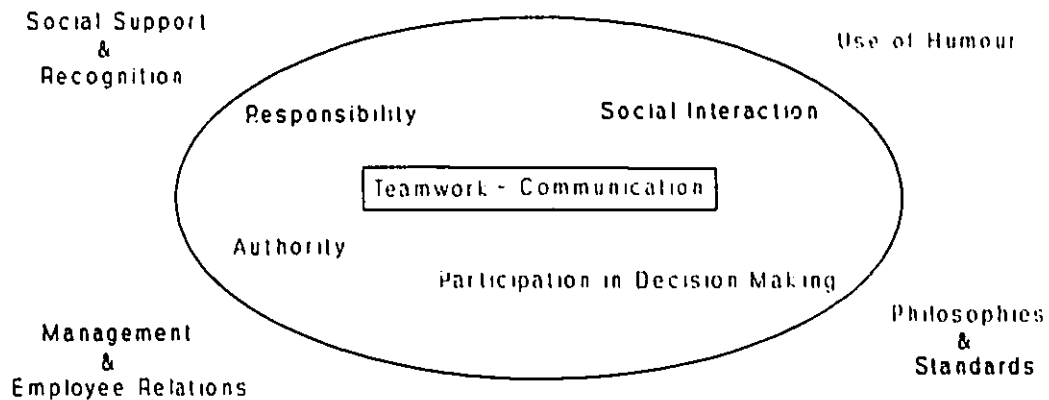 Social Support
&
Recognition
Use of Humour
Responsibility
Social Interaction
Teamwork - Communication
Authority
Participation in Decision Making
Management
&
Employee Relations
Philosophies
&
Standards